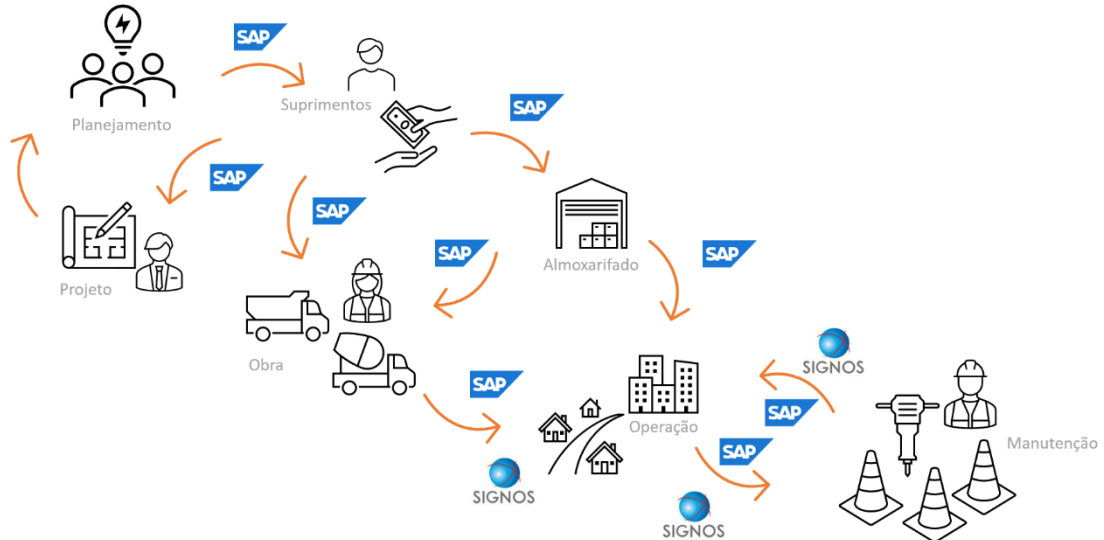 SAP
Suprimentos
Planejamento
SAP
SAP
SAP
Almoxarifado
SAP
SAP
Projeto
SIGNOS
Obra
SAP
SAP
Operação
Manutenção
SAP
SIGNOS
SIGNOS